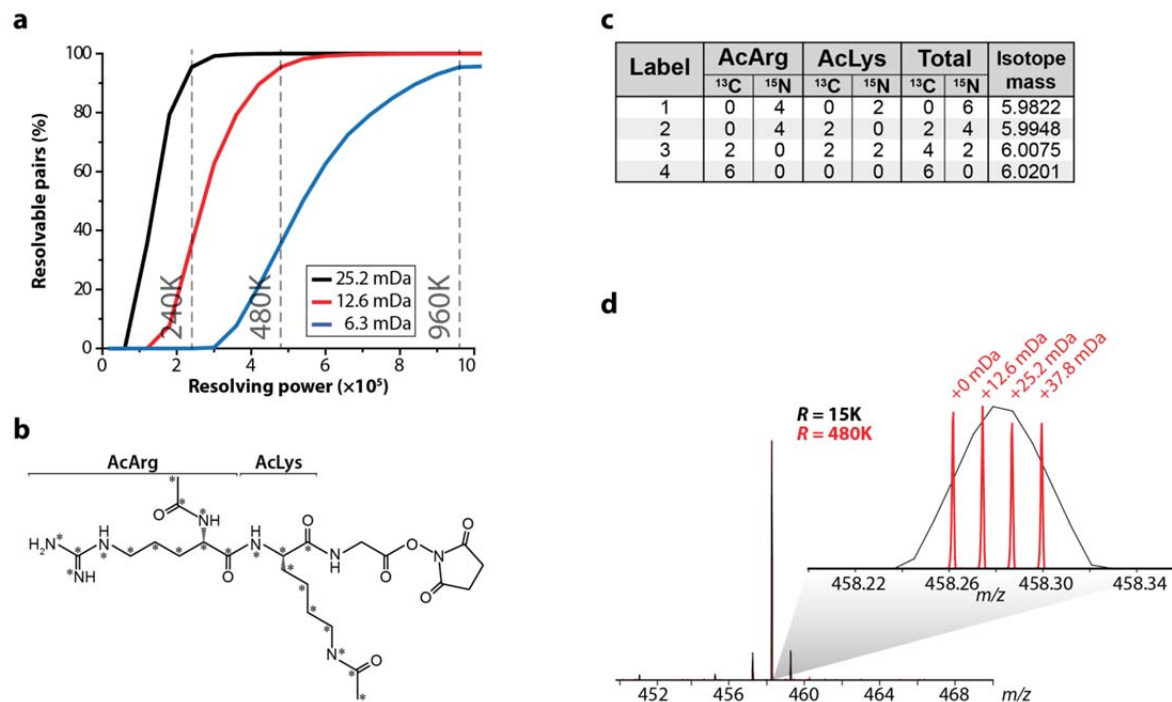 a
Resolvable pairs (%)
100
80
60
40
20
0
240K
480K
960K
25.2 mDa
12.6 mDa
6.3 mDa
0 2 4 6 8 10
Resolving power (×10⁵)
b
AcArg AcLys
O
*NH
H₂N* H N* H N* O H N O N O
*NH O O O O
N*
O
c
Label AcArg AcLys Total Isotope mass
¹³C ¹⁵N ¹³C ¹⁵N ¹³C ¹⁵N
1 0 4 0 2 0 6 5.9822
2 0 4 2 0 2 4 5.9948
3 2 0 2 2 4 2 6.0075
4 6 0 0 0 6 0 6.0201
d
+0 mDa
+12.6 mDa
+25.2 mDa
+37.8 mDa
R = 15K
R = 480K
458.22 458.26 458.30 458.34
m/z
452 456 460 464 468 m/z